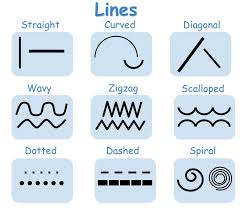 Lines
Straight Curved Diagonal
Wavy Zigzag Scalloped
Dotted Dashed Spiral